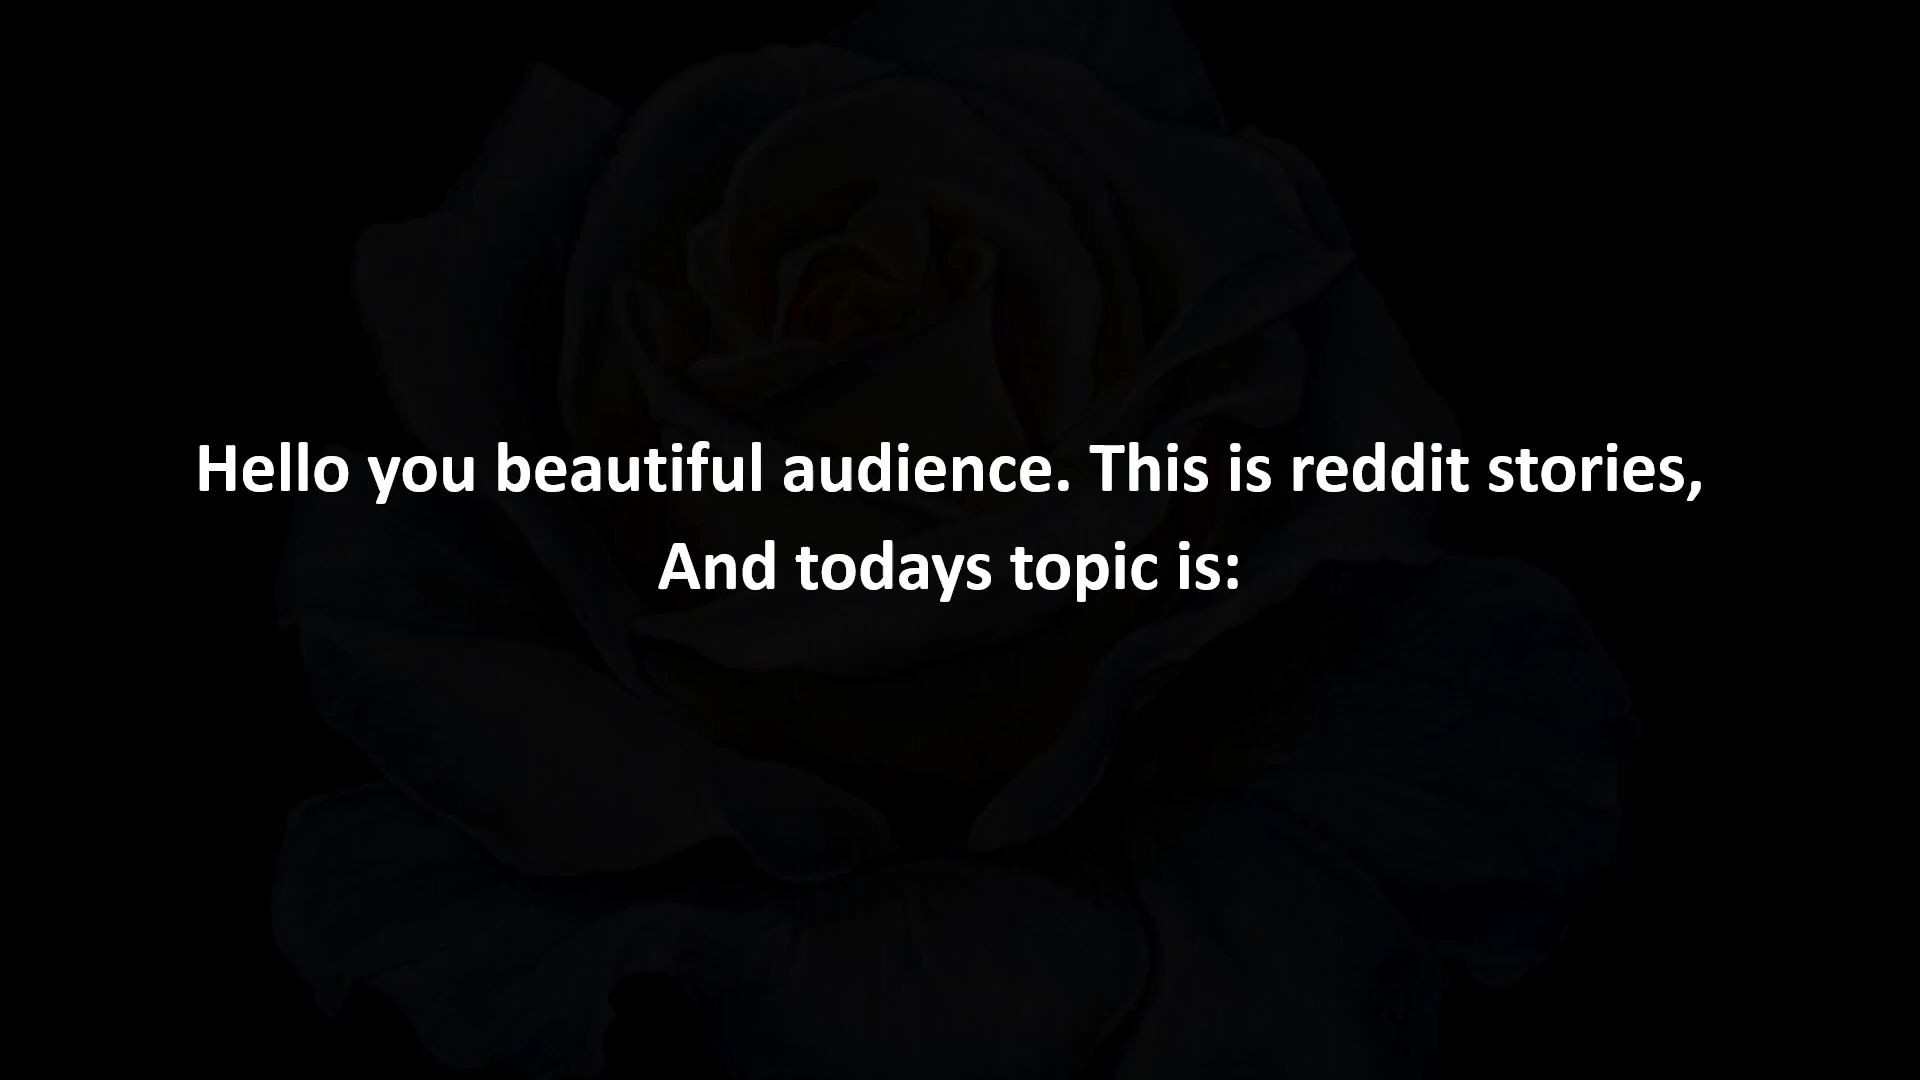 Hello you beautiful audience. This is reddit stories,
And todays topic is: